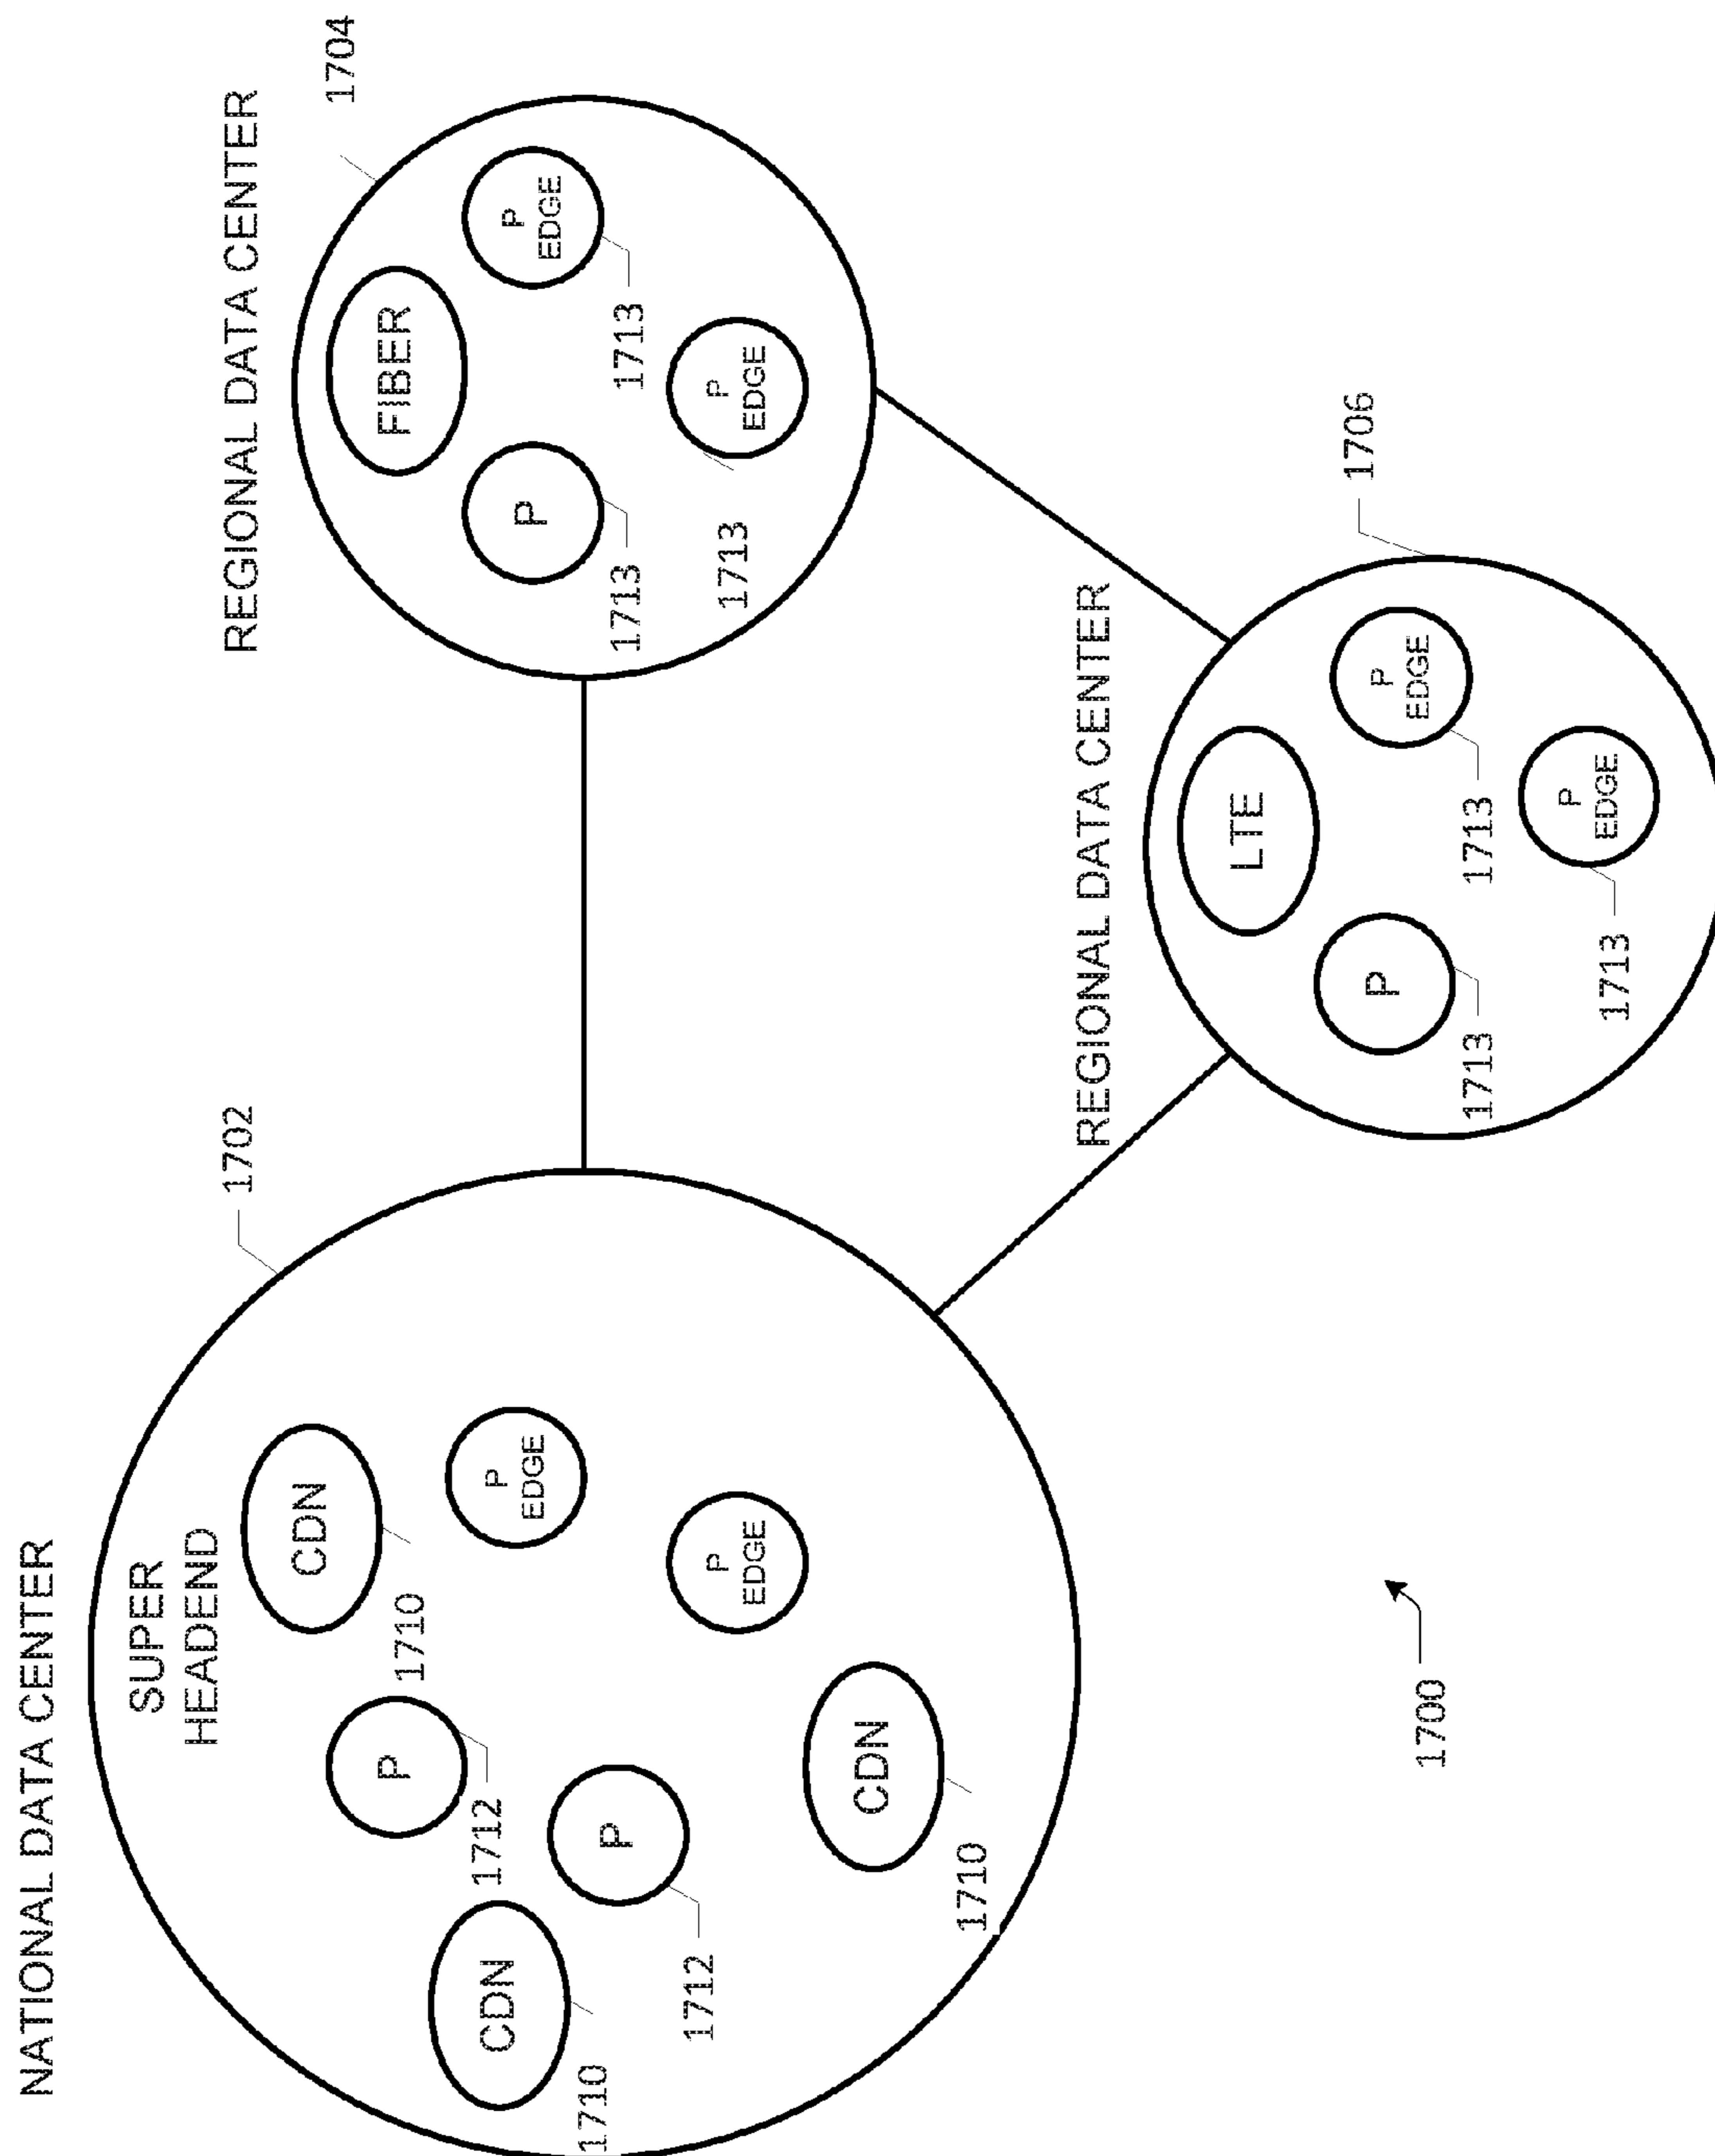 NATIONAL DATA CENTER
SUPER
HEADEND
1702
CDN
1710
P
1712
CDN
1710
P
1712
P
EDGE
P
EDGE
CDN
1710
REGIONAL DATA CENTER
1704
FIBER
P
1713
P
EDGE
1713
P
EDGE
1713
REGIONAL DATA CENTER
1706
LTE
P
1713
P
EDGE
1713
P
EDGE
1713
1700